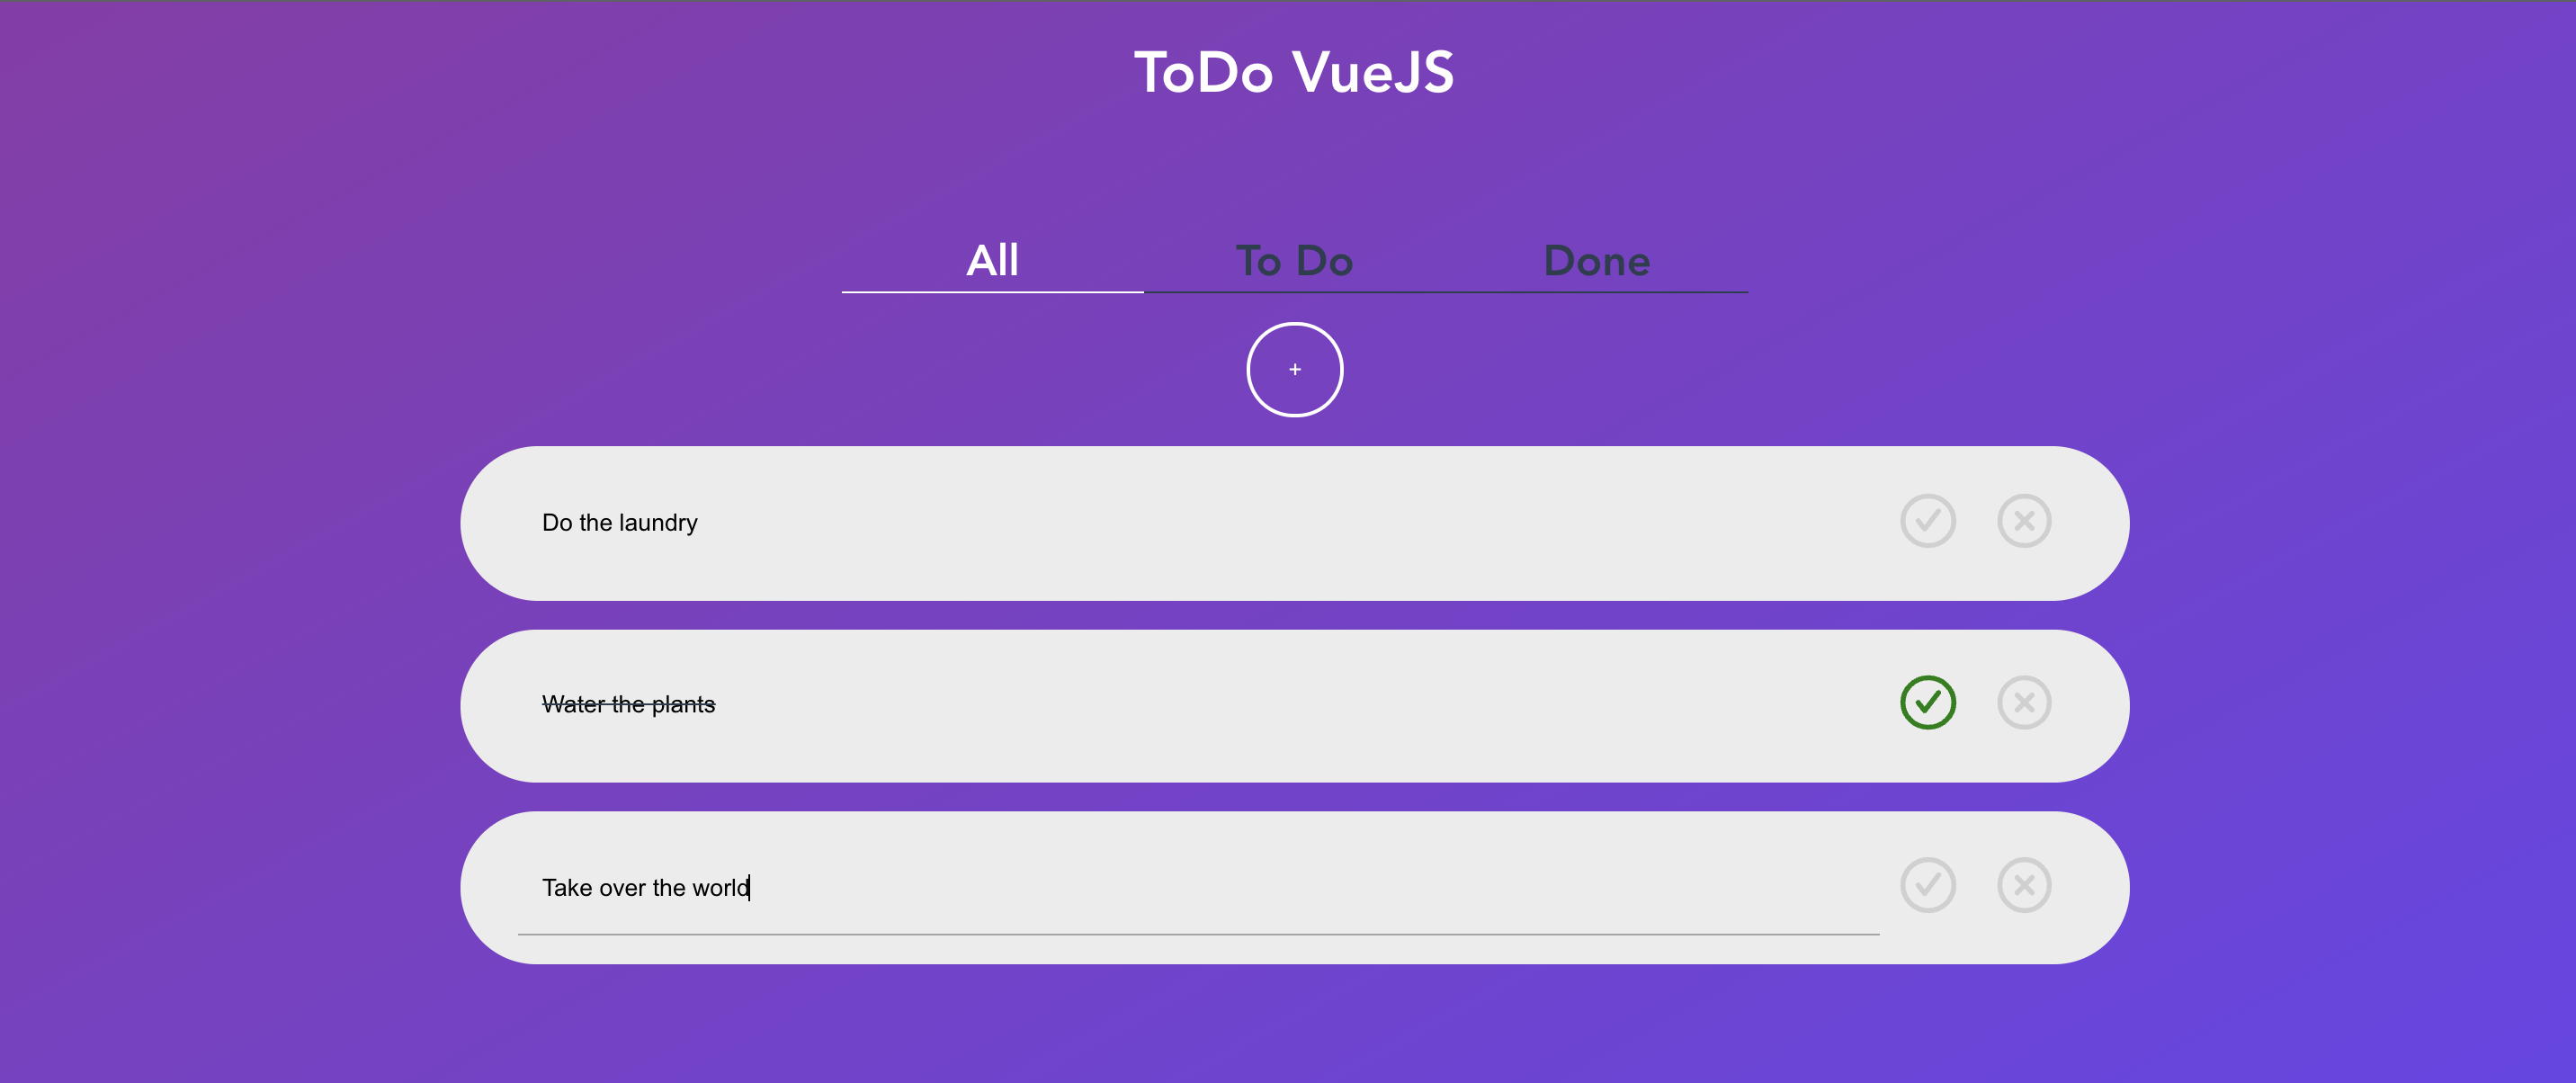 ToDo VueJS
All To Do Done
+
Do the laundry
Water the plants
Take over the world